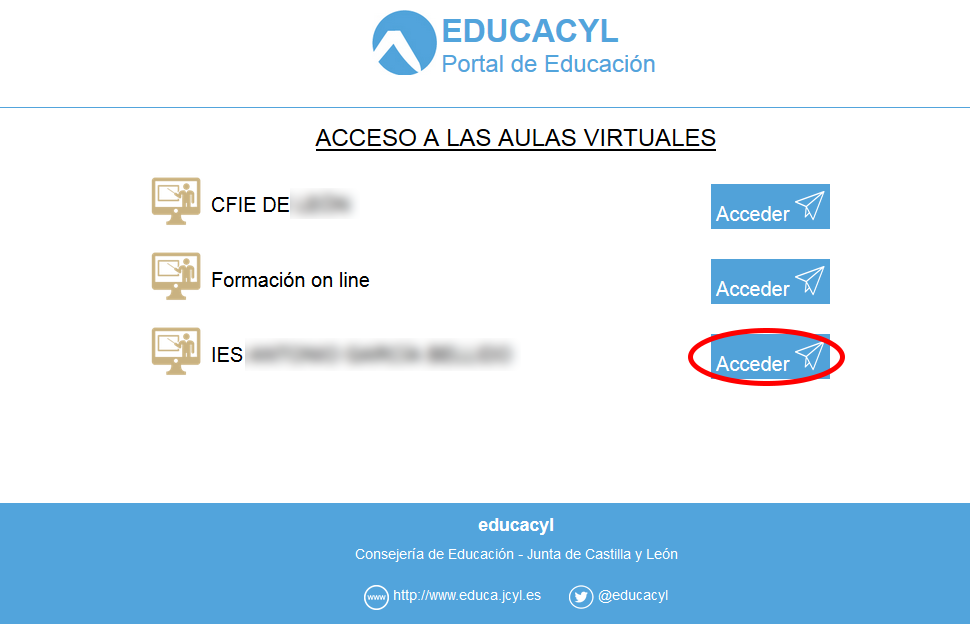 EDUCACYL
Portal de Educación
ACCESO A LAS AULAS VIRTUALES
CFIE DE
Acceder
Formación on line
Acceder
IES
Acceder
educacyl
Consejería de Educación - Junta de Castilla y León
www http://www.educa.jcyl.es @educacyl